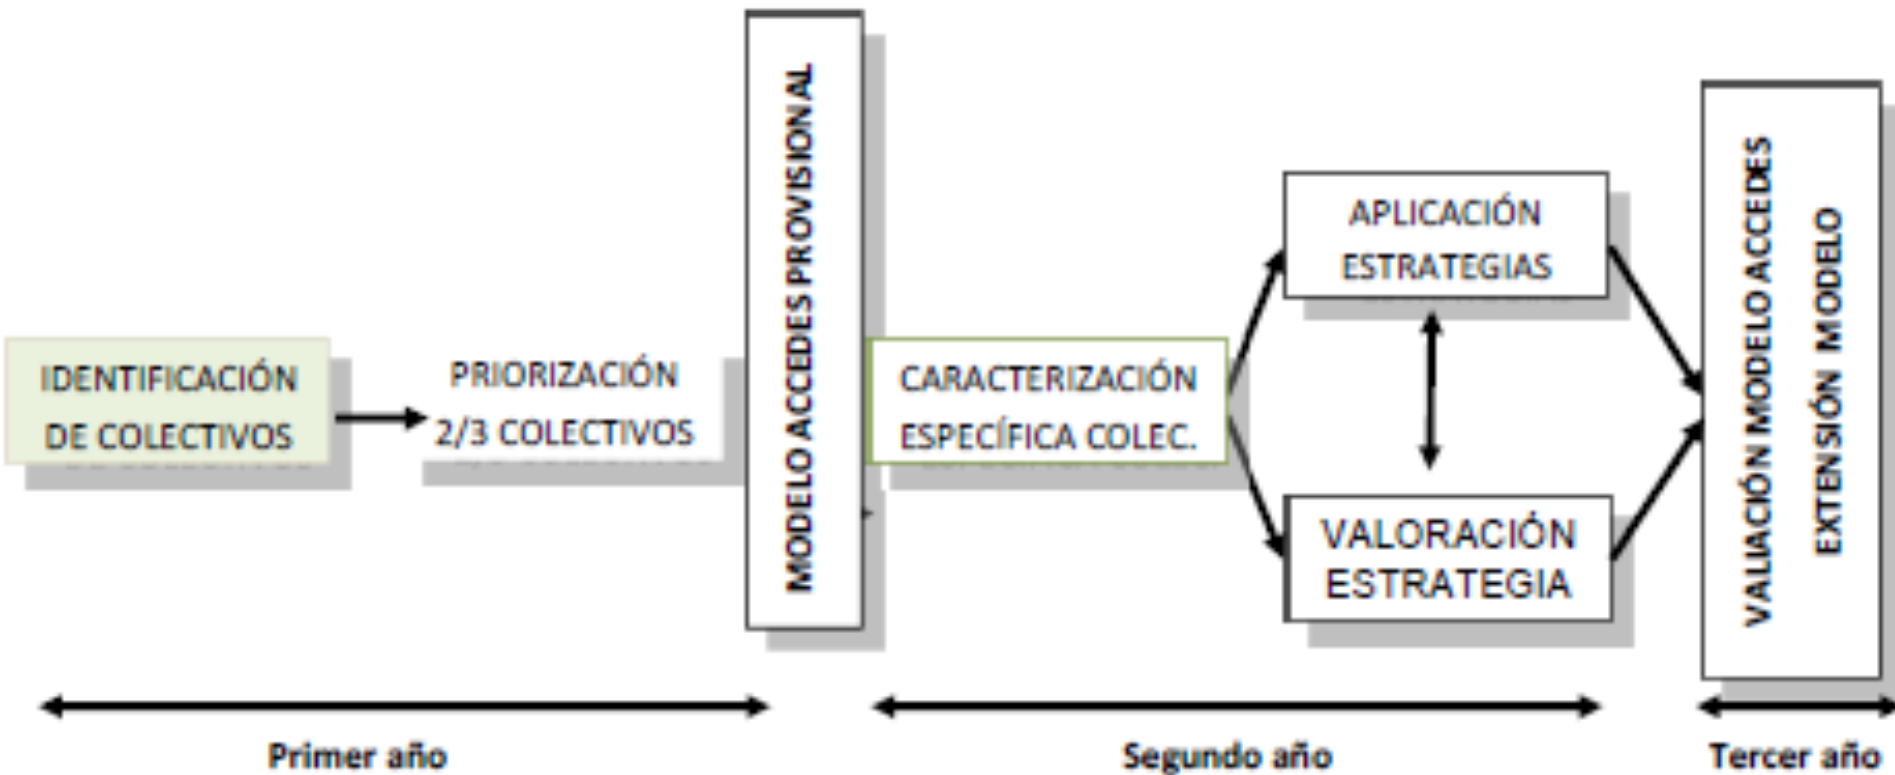 IDENTIFICACIÓN
DE COLECTIVOS
PRIORIZACIÓN
2/3 COLECTIVOS
MODELO ACCEDES PROVISIONAL
CARACTERIZACIÓN
ESPECÍFICA COLEC.
APLICACIÓN
ESTRATEGIAS
VALORACIÓN
ESTRATEGIA
VALIACIÓN MODELO ACCEDES
EXTENSIÓN MODELO
Primer año
Segundo año
Tercer año